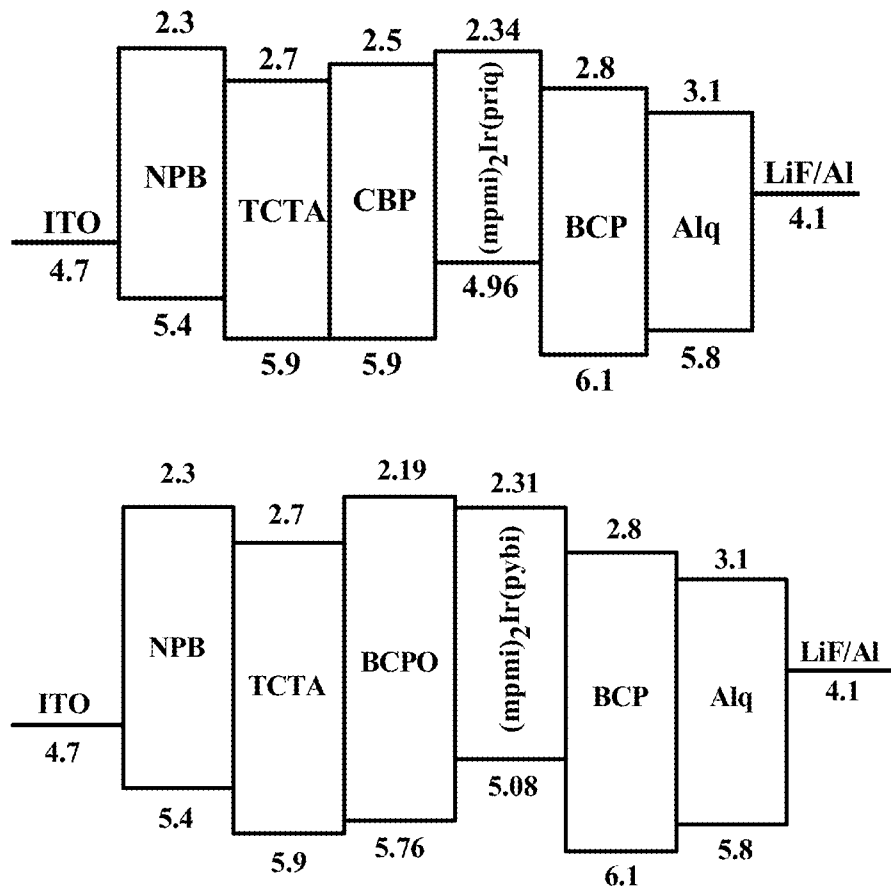 2.3 2.7 2.5 2.34 2.8 3.1
NPB TCTA CBP (mpmi)2Ir(priq) BCP Alq
ITO LiF/Al
4.7 4.1
5.4 5.9 5.9 4.96 6.1 5.8
2.3 2.7 2.19 2.31 2.8 3.1
NPB TCTA BCPO (mpmi)2Ir(pybi) BCP Alq
ITO LiF/Al
4.7 4.1
5.4 5.9 5.76 5.08 6.1 5.8